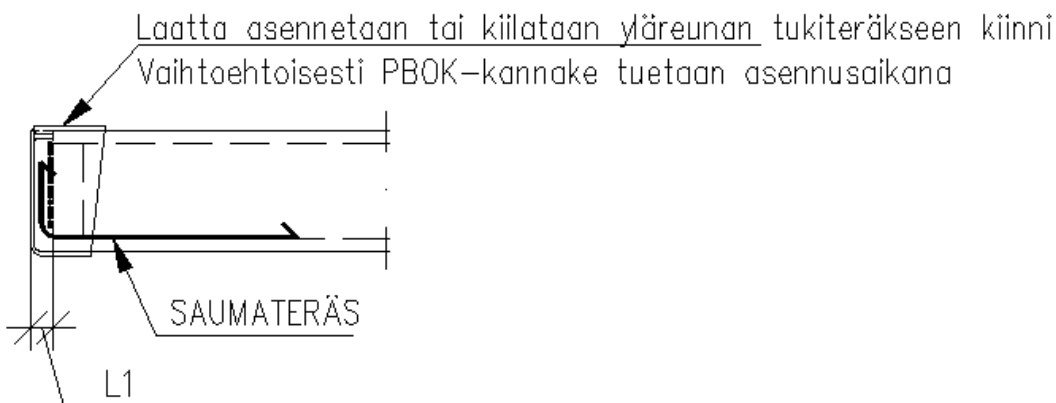 Laatta asennetaan tai kiilataan yläreunan tukiteräkseen kiinni
Vaihtoehtoisesti PBOK-kannake tuetaan asennusaikana
SAUMATERÄS
L1